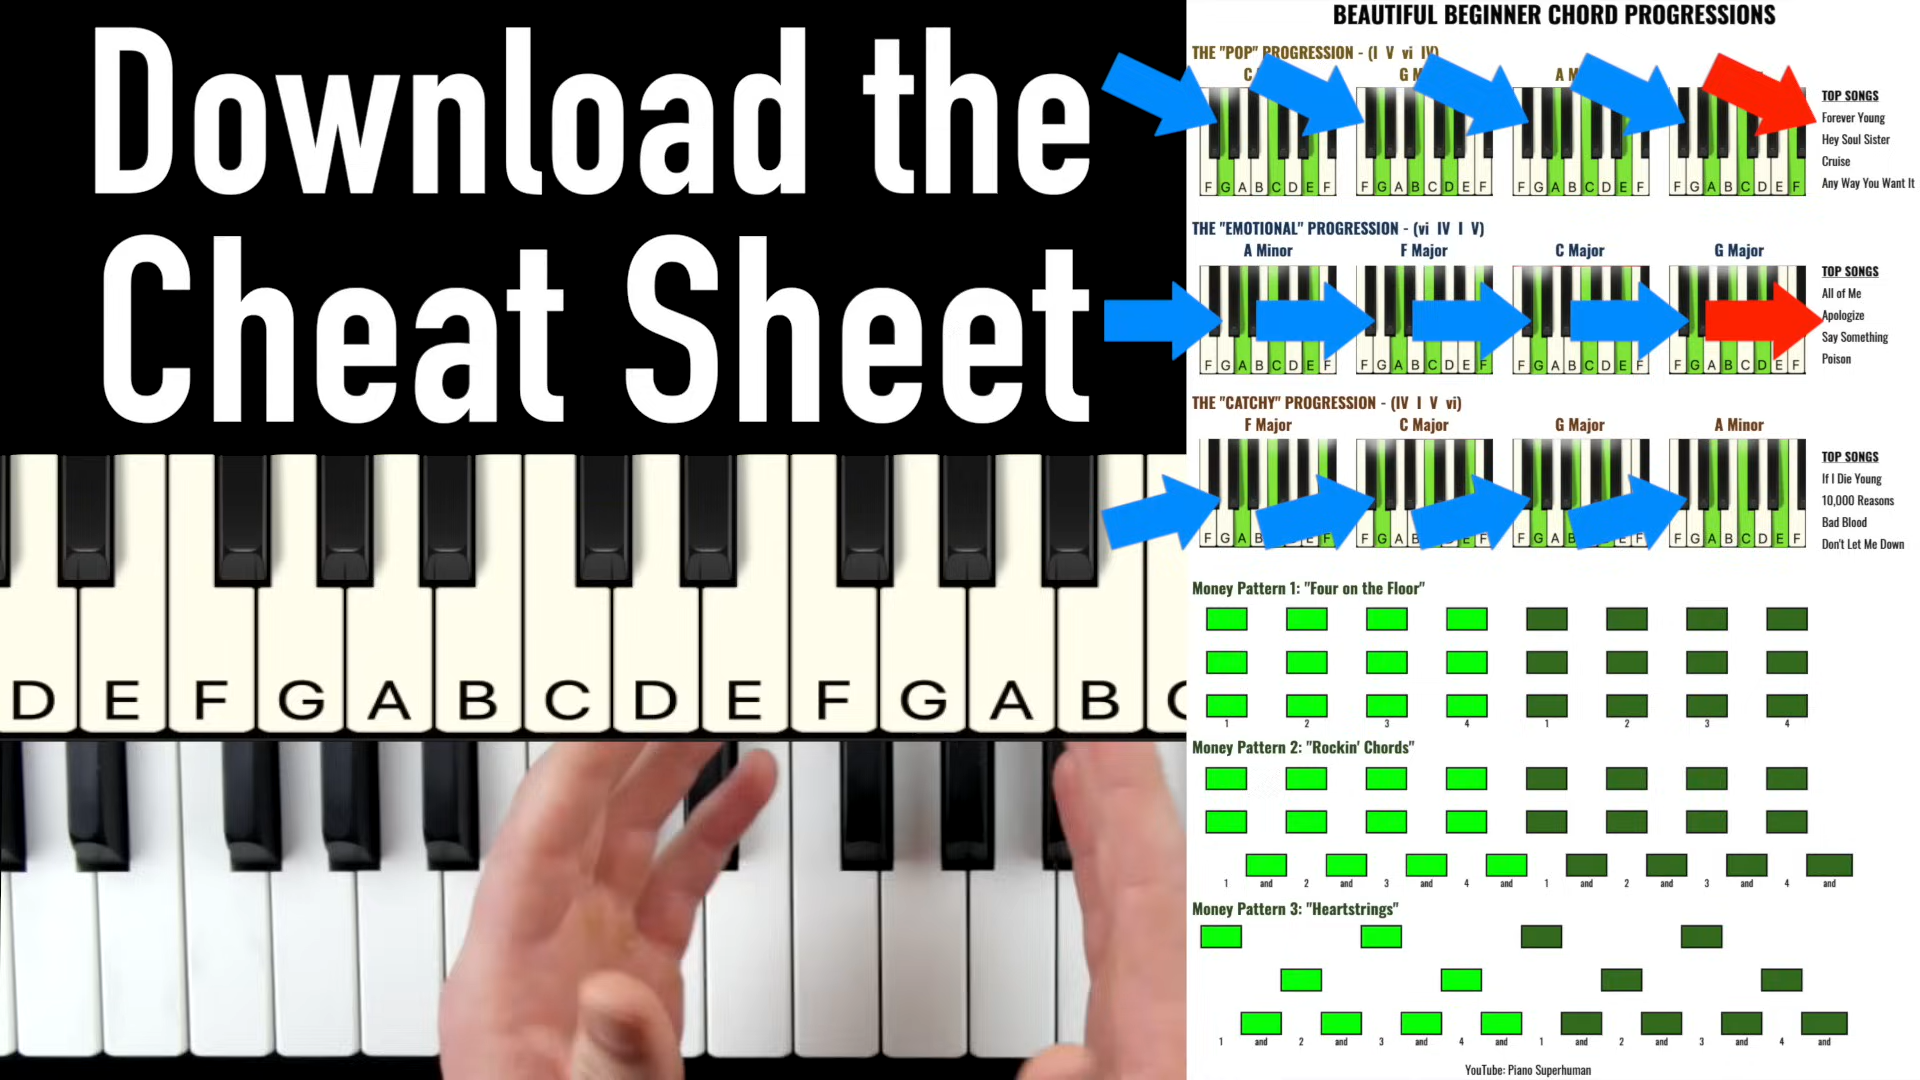 Download the
Cheat Sheet
D E F G A B C D E F G A B C
BEAUTIFUL BEGINNER CHORD PROGRESSIONS
THE "POP" PROGRESSION - (I V vi IV)
C G M A M
F G A B C D E F F G A B C D E F F G A B C D E F F G A B C D E F
TOP SONGS
Forever Young
Hey Soul Sister
Cruise
Any Way You Want It
THE "EMOTIONAL" PROGRESSION - (vi IV I V)
A Minor F Major C Major G Major
F G A B C D E F F G A B C D E F F G A B C D E F F G A B C D E F
TOP SONGS
All of Me
Apologize
Say Something
Poison
THE "CATCHY" PROGRESSION - (IV I V vi)
F Major C Major G Major A Minor
F G A B E F F G A B E F F G A B E F F G A B C D E F
TOP SONGS
If I Die Young
10,000 Reasons
Bad Blood
Don't Let Me Down
Money Pattern 1: "Four on the Floor"
1 2 3 4 1 2 3 4
Money Pattern 2: "Rockin' Chords"
1 and 2 and 3 and 4 and 1 and 2 and 3 and 4 and
Money Pattern 3: "Heartstrings"
1 and 2 and 3 and 4 and 1 and 2 and 3 and 4 and
YouTube: Piano Superhuman